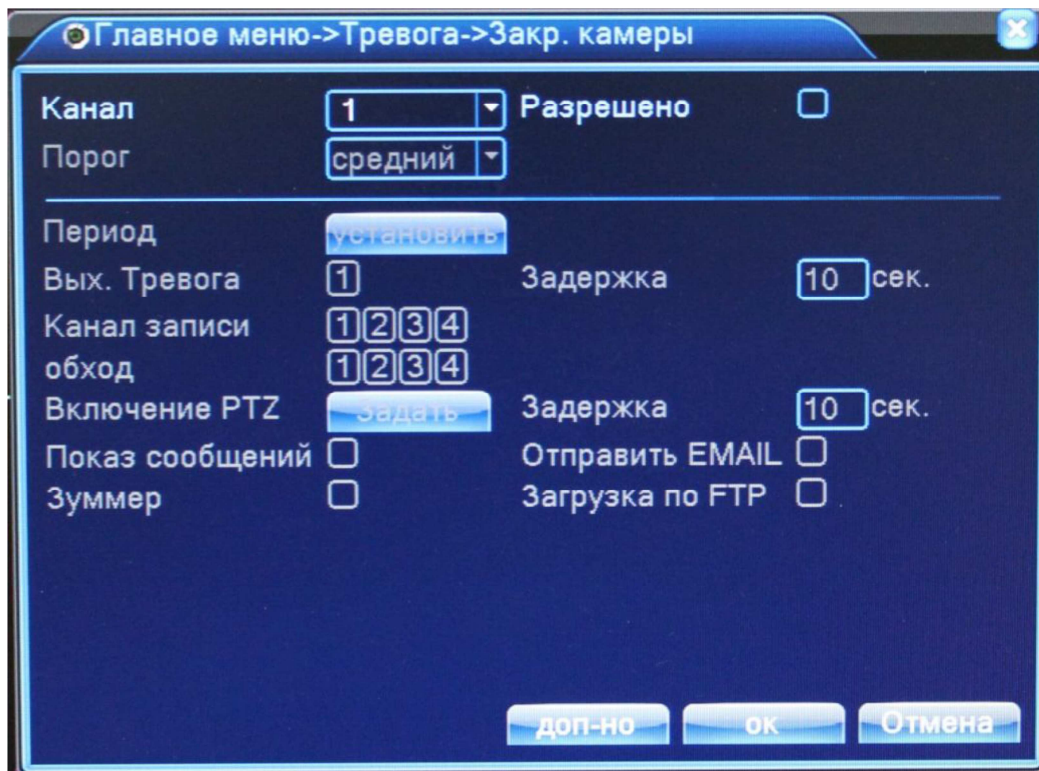 Главное меню->Тревога->Закр. камеры
Канал 1 Разрешено
Порог средний
Период установить
Вых. Тревога 1 Задержка 10 сек.
Канал записи 1 2 3 4
обход 1 2 3 4
Включение PTZ Задать Задержка 10 сек.
Показ сообщений Отправить EMAIL
Зуммер Загрузка по FTP
доп-но ок Отмена